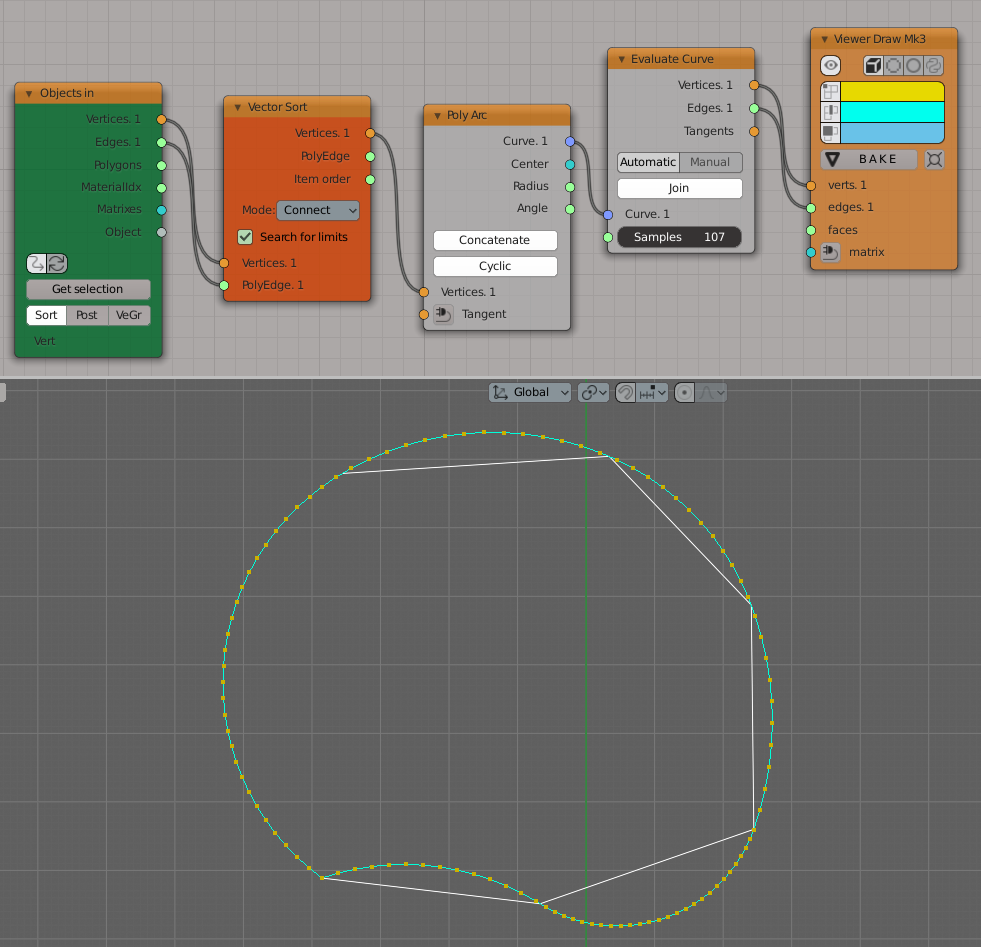 Objects in
Vertices. 1
Edges. 1
Polygons
MaterialIdx
Matrixes
Object
Get selection
Sort Post VeGr
Vert
Vector Sort
Vertices. 1
PolyEdge
Item order
Mode: Connect
Search for limits
Vertices. 1
PolyEdge. 1
Poly Arc
Curve. 1
Center
Radius
Angle
Concatenate
Cyclic
Vertices. 1
Tangent
Evaluate Curve
Vertices. 1
Edges. 1
Tangents
Automatic Manual
Join
Curve. 1
Samples 107
Viewer Draw Mk3
BAKE
verts. 1
edges. 1
faces
matrix
Global